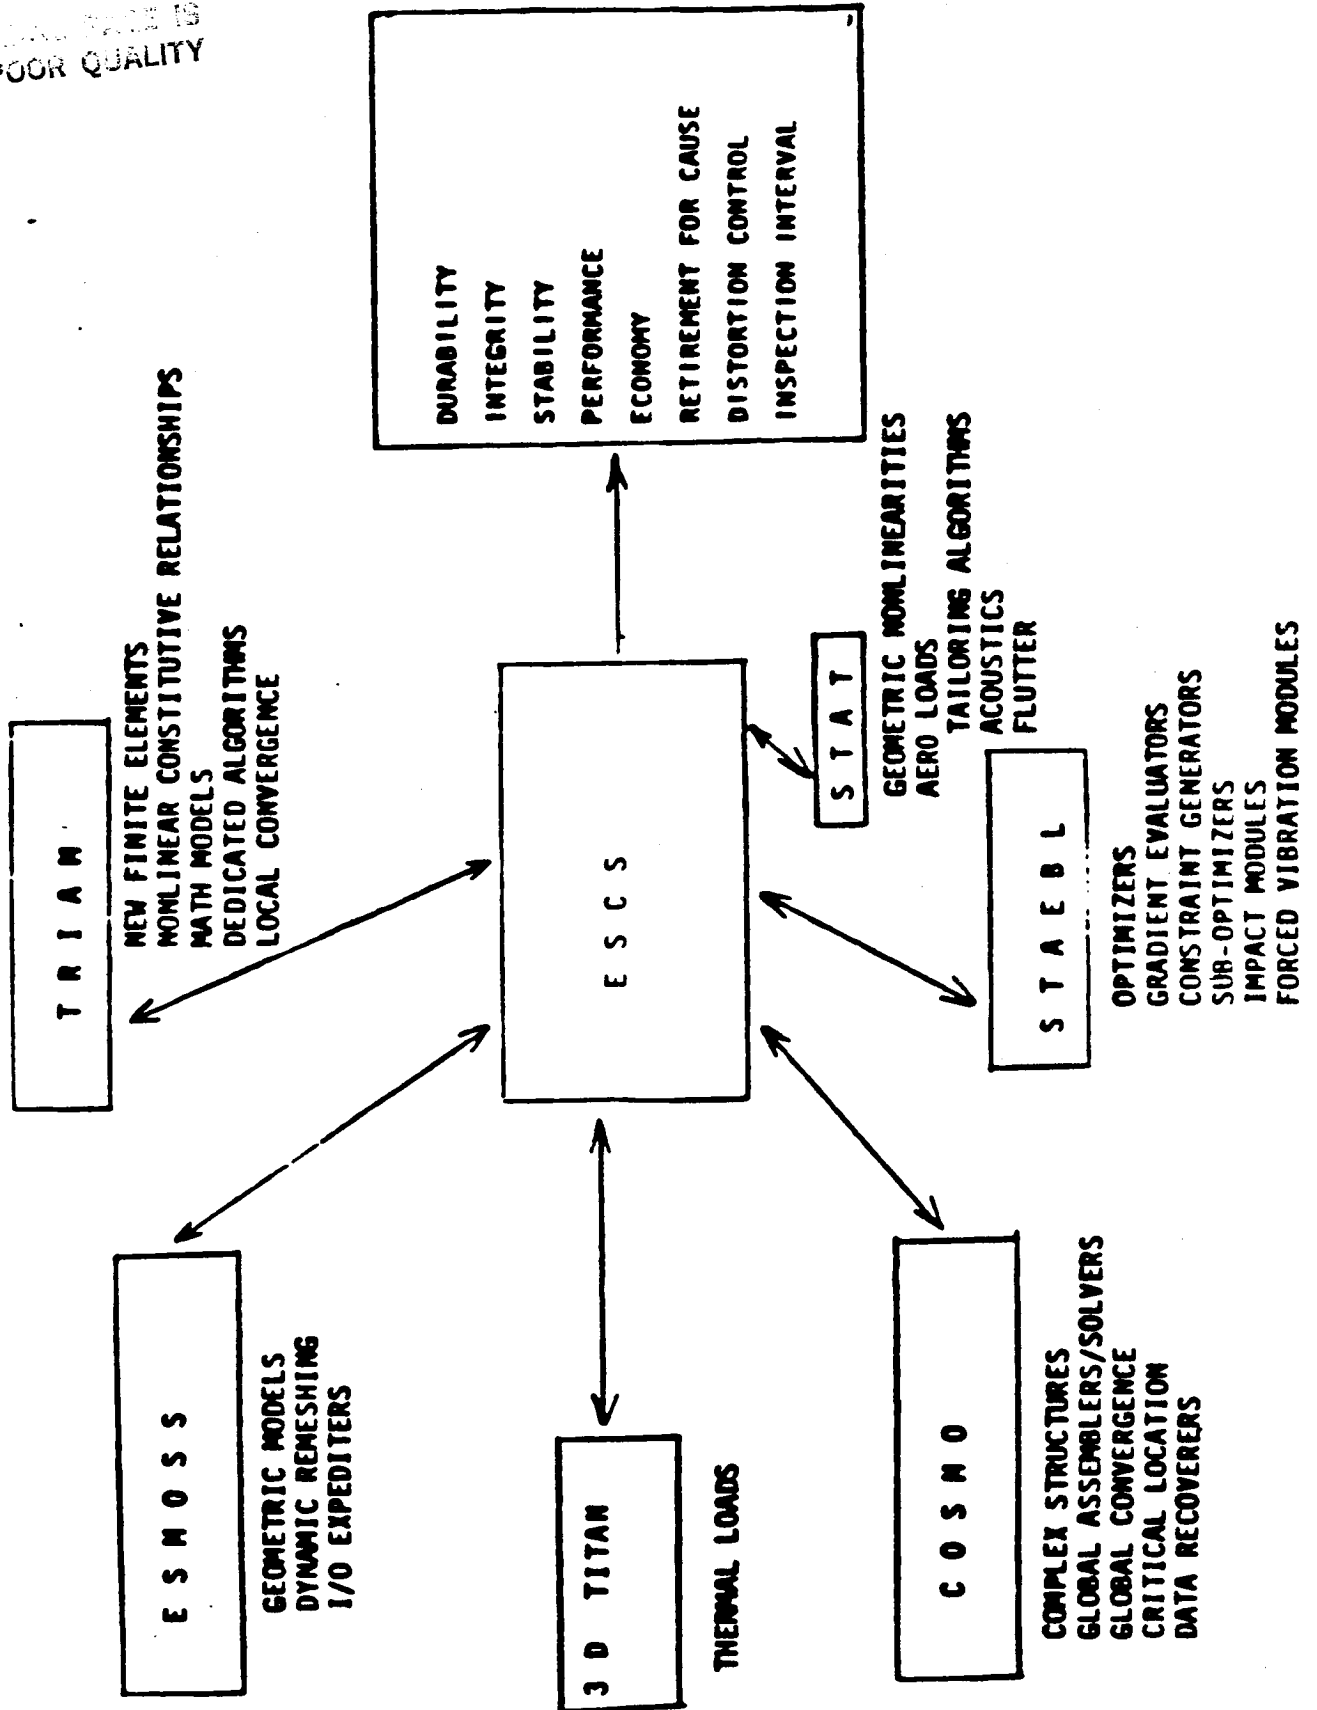 POOR QUALITY
E S M O S S
GEOMETRIC MODELS
DYNAMIC REMESHING
I/O EXPEDITERS
T R I A M
NEW FINITE ELEMENTS
NONLINEAR CONSTITUTIVE RELATIONSHIPS
MATH MODELS
DEDICATED ALGORITHMS
LOCAL CONVERGENCE
3 D TITAN
THERMAL LOADS
E S C S
DURABILITY
INTEGRITY
STABILITY
PERFORMANCE
ECONOMY
RETIREMENT FOR CAUSE
DISTORTION CONTROL
INSPECTION INTERVAL
C O S M O
COMPLEX STRUCTURES
GLOBAL ASSEMBLERS/SOLVERS
GLOBAL CONVERGENCE
CRITICAL LOCATION
DATA RECOVERERS
S T A E B L
OPTIMIZERS
GRADIENT EVALUATORS
CONSTRAINT GENERATORS
SUB-OPTIMIZERS
IMPACT MODULES
FORCED VIBRATION MODULES
S T A T
GEOMETRIC NONLINEARITIES
AERO LOADS
TAILORING ALGORITHMS
ACOUSTICS
FLUTTER